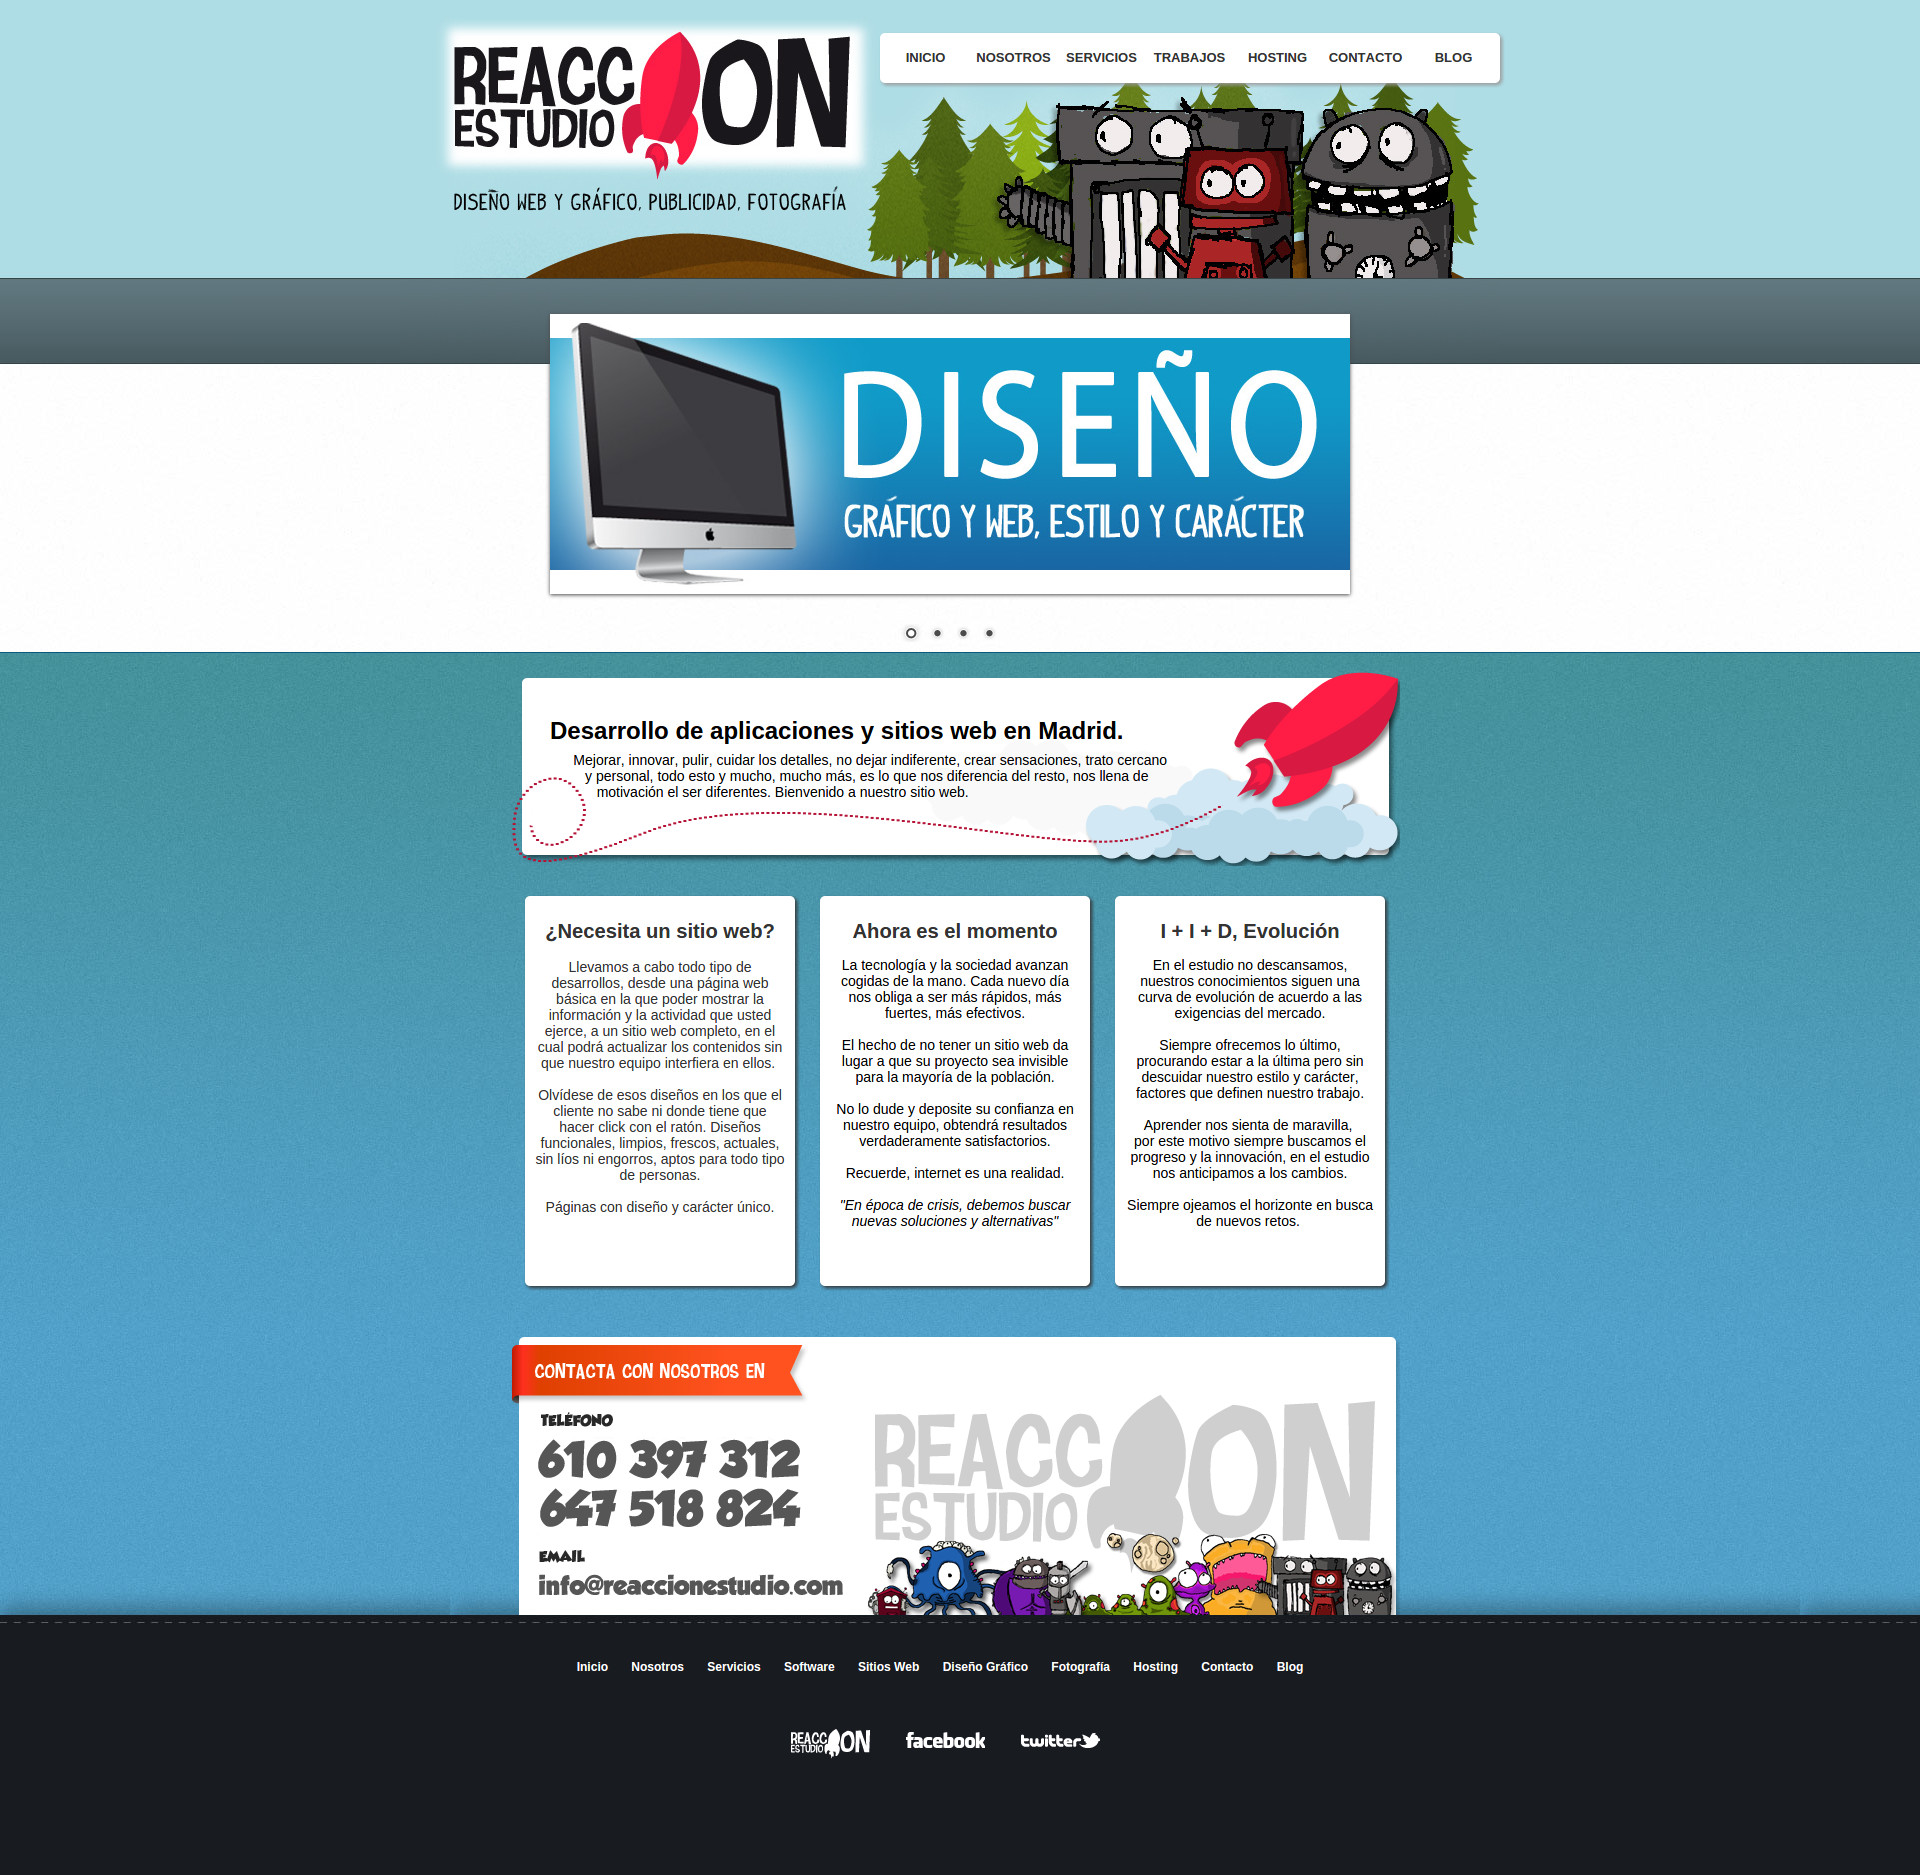 REACCION
ESTUDIO
DISEÑO WEB Y GRÁFICO, PUBLICIDAD, FOTOGRAFÍA
INICIO NOSOTROS SERVICIOS TRABAJOS HOSTING CONTACTO BLOG
DISEÑO
GRÁFICO Y WEB, ESTILO Y CARÁCTER
Desarrollo de aplicaciones y sitios web en Madrid.
Mejorar, innovar, pulir, cuidar los detalles, no dejar indiferente, crear sensaciones, trato cercano
y personal, todo esto y mucho, mucho más, es lo que nos diferencia del resto, nos llena de
motivación el ser diferentes. Bienvenido a nuestro sitio web.
¿Necesita un sitio web?
Llevamos a cabo todo tipo de
desarrollos, desde una página web
básica en la que poder mostrar la
información y la actividad que usted
ejerce, a un sitio web completo, en el
cual podrá actualizar los contenidos sin
que nuestro equipo interfiera en ellos.
Olvídese de esos diseños en los que el
cliente no sabe ni donde tiene que
hacer click con el ratón. Diseños
funcionales, limpios, frescos, actuales,
sin líos ni engorros, aptos para todo tipo
de personas.
Páginas con diseño y carácter único.
Ahora es el momento
La tecnología y la sociedad avanzan
cogidas de la mano. Cada nuevo día
nos obliga a ser más rápidos, más
fuertes, más efectivos.
El hecho de no tener un sitio web da
lugar a que su proyecto sea invisible
para la mayoría de la población.
No lo dude y deposite su confianza en
nuestro equipo, obtendrá resultados
verdaderamente satisfactorios.
Recuerde, internet es una realidad.
"En época de crisis, debemos buscar
nuevas soluciones y alternativas"
I + I + D, Evolución
En el estudio no descansamos,
nuestros conocimientos siguen una
curva de evolución de acuerdo a las
exigencias del mercado.
Siempre ofrecemos lo último,
procurando estar a la última pero sin
descuidar nuestro estilo y carácter,
factores que definen nuestro trabajo.
Aprender nos sienta de maravilla,
por este motivo siempre buscamos el
progreso y la innovación, en el estudio
nos anticipamos a los cambios.
Siempre ojeamos el horizonte en busca
de nuevos retos.
CONTACTA CON NOSOTROS EN
TELÉFONO
610 397 312
647 518 824
EMAIL
info@reaccionestudio.com
REACCION
ESTUDIO
Inicio Nosotros Servicios Software Sitios Web Diseño Gráfico Fotografía Hosting Contacto Blog
REACCION
ESTUDIO
facebook
twitter